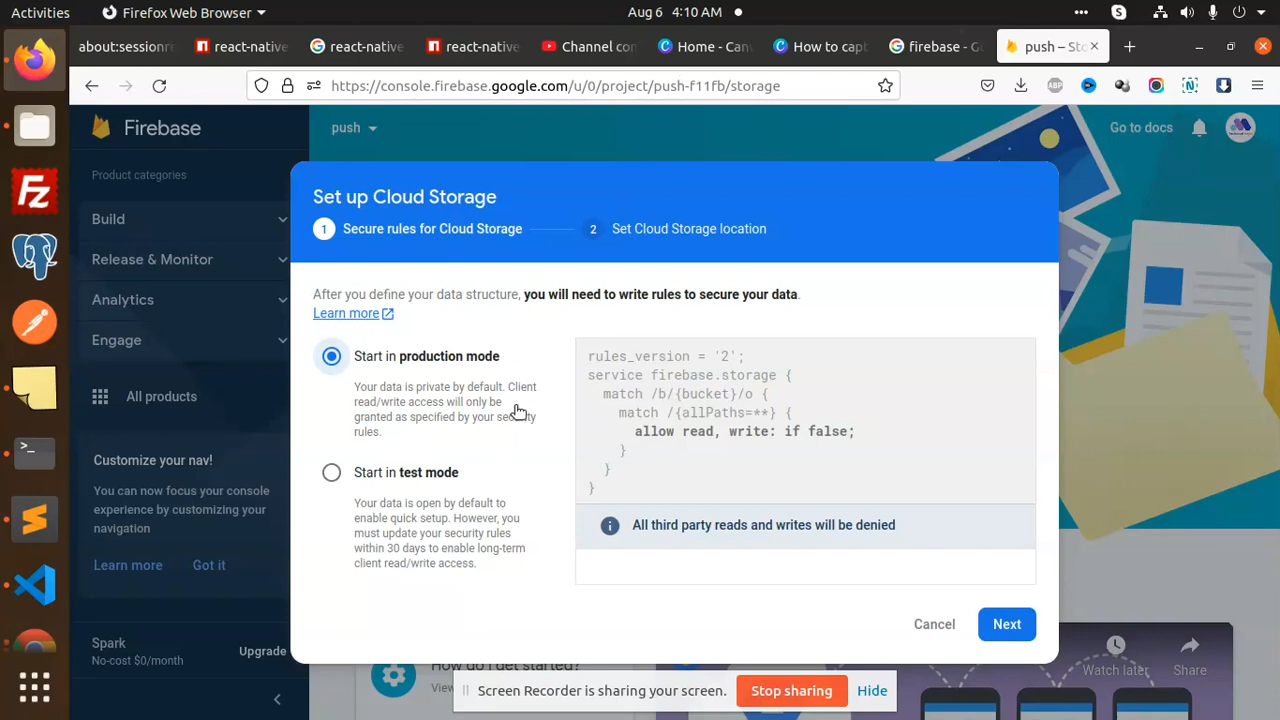 Activities
Firefox Web Browser
Aug 6 4:10 AM
about:sessionre
react-native
react-native
react-native
Channel con
Home - Can
How to capt
firebase - G
push – Sto
https://console.firebase.google.com/u/0/project/push-f11fb/storage
Firebase
push
Go to docs
Product categories
Build
Release & Monitor
Analytics
Engage
All products
Customize your nav!
You can now focus your console
experience by customizing your
navigation
Learn more
Got it
Spark
No-cost $0/month
Upgrade
Set up Cloud Storage
1 Secure rules for Cloud Storage
2 Set Cloud Storage location
After you define your data structure, you will need to write rules to secure your data.
Learn more
Start in production mode
Your data is private by default. Client
read/write access will only be
granted as specified by your security
rules.
Start in test mode
Your data is open by default to
enable quick setup. However, you
must update your security rules
within 30 days to enable long-term
client read/write access.
rules_version = '2';
service firebase.storage {
match /b/{bucket}/o {
match /{allPaths=**} {
allow read, write: if false;
}
}
}
All third party reads and writes will be denied
Cancel
Next
How do I get started?
View
Watch later
Share
Screen Recorder is sharing your screen.
Stop sharing
Hide